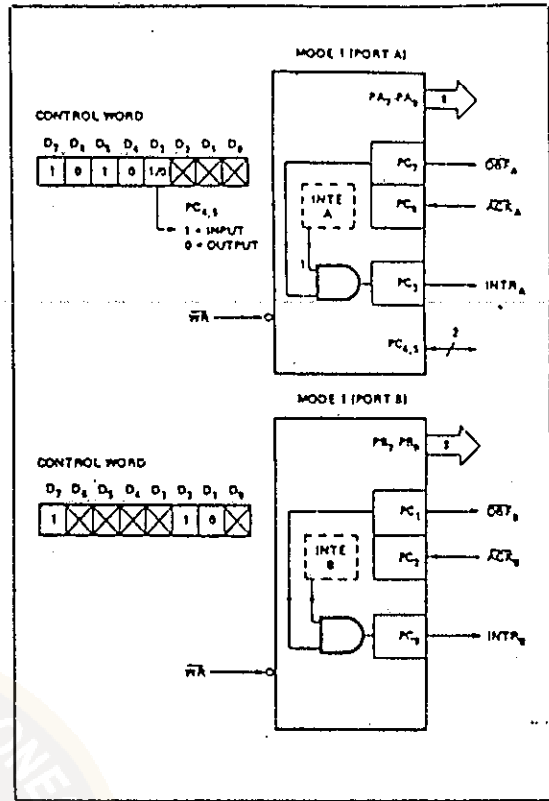 MODE 1 (PORT A)
PA7-PA0
8
CONTROL WORD
D7 D6 D5 D4 D3 D2 D1 D0
1 0 1 0 1/0
PC4,5
1 = INPUT
0 = OUTPUT
PC7
OBFA
INTE
A
PC6
ACKA
1
PC3
INTRA
WR
PC4,5
2
MODE 1 (PORT B)
PB7-PB0
8
CONTROL WORD
D7 D6 D5 D4 D3 D2 D1 D0
1 1 0
PC1
OBFB
INTE
B
PC2
ACKB
PC0
INTRB
WR
ONE